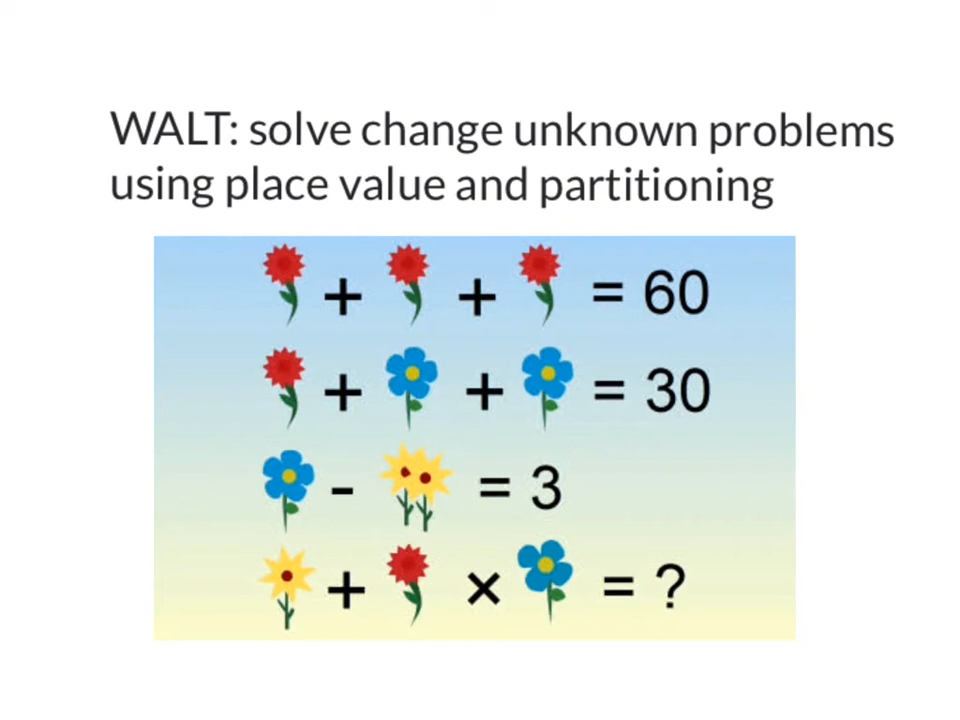 WALT: solve change unknown problems
using place value and partitioning
+ + = 60
+ + = 30
- = 3
+ × = ?